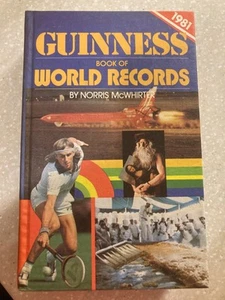 1981
GUINNESS
BOOK OF
WORLD RECORDS
BY NORRIS McWHIRTER